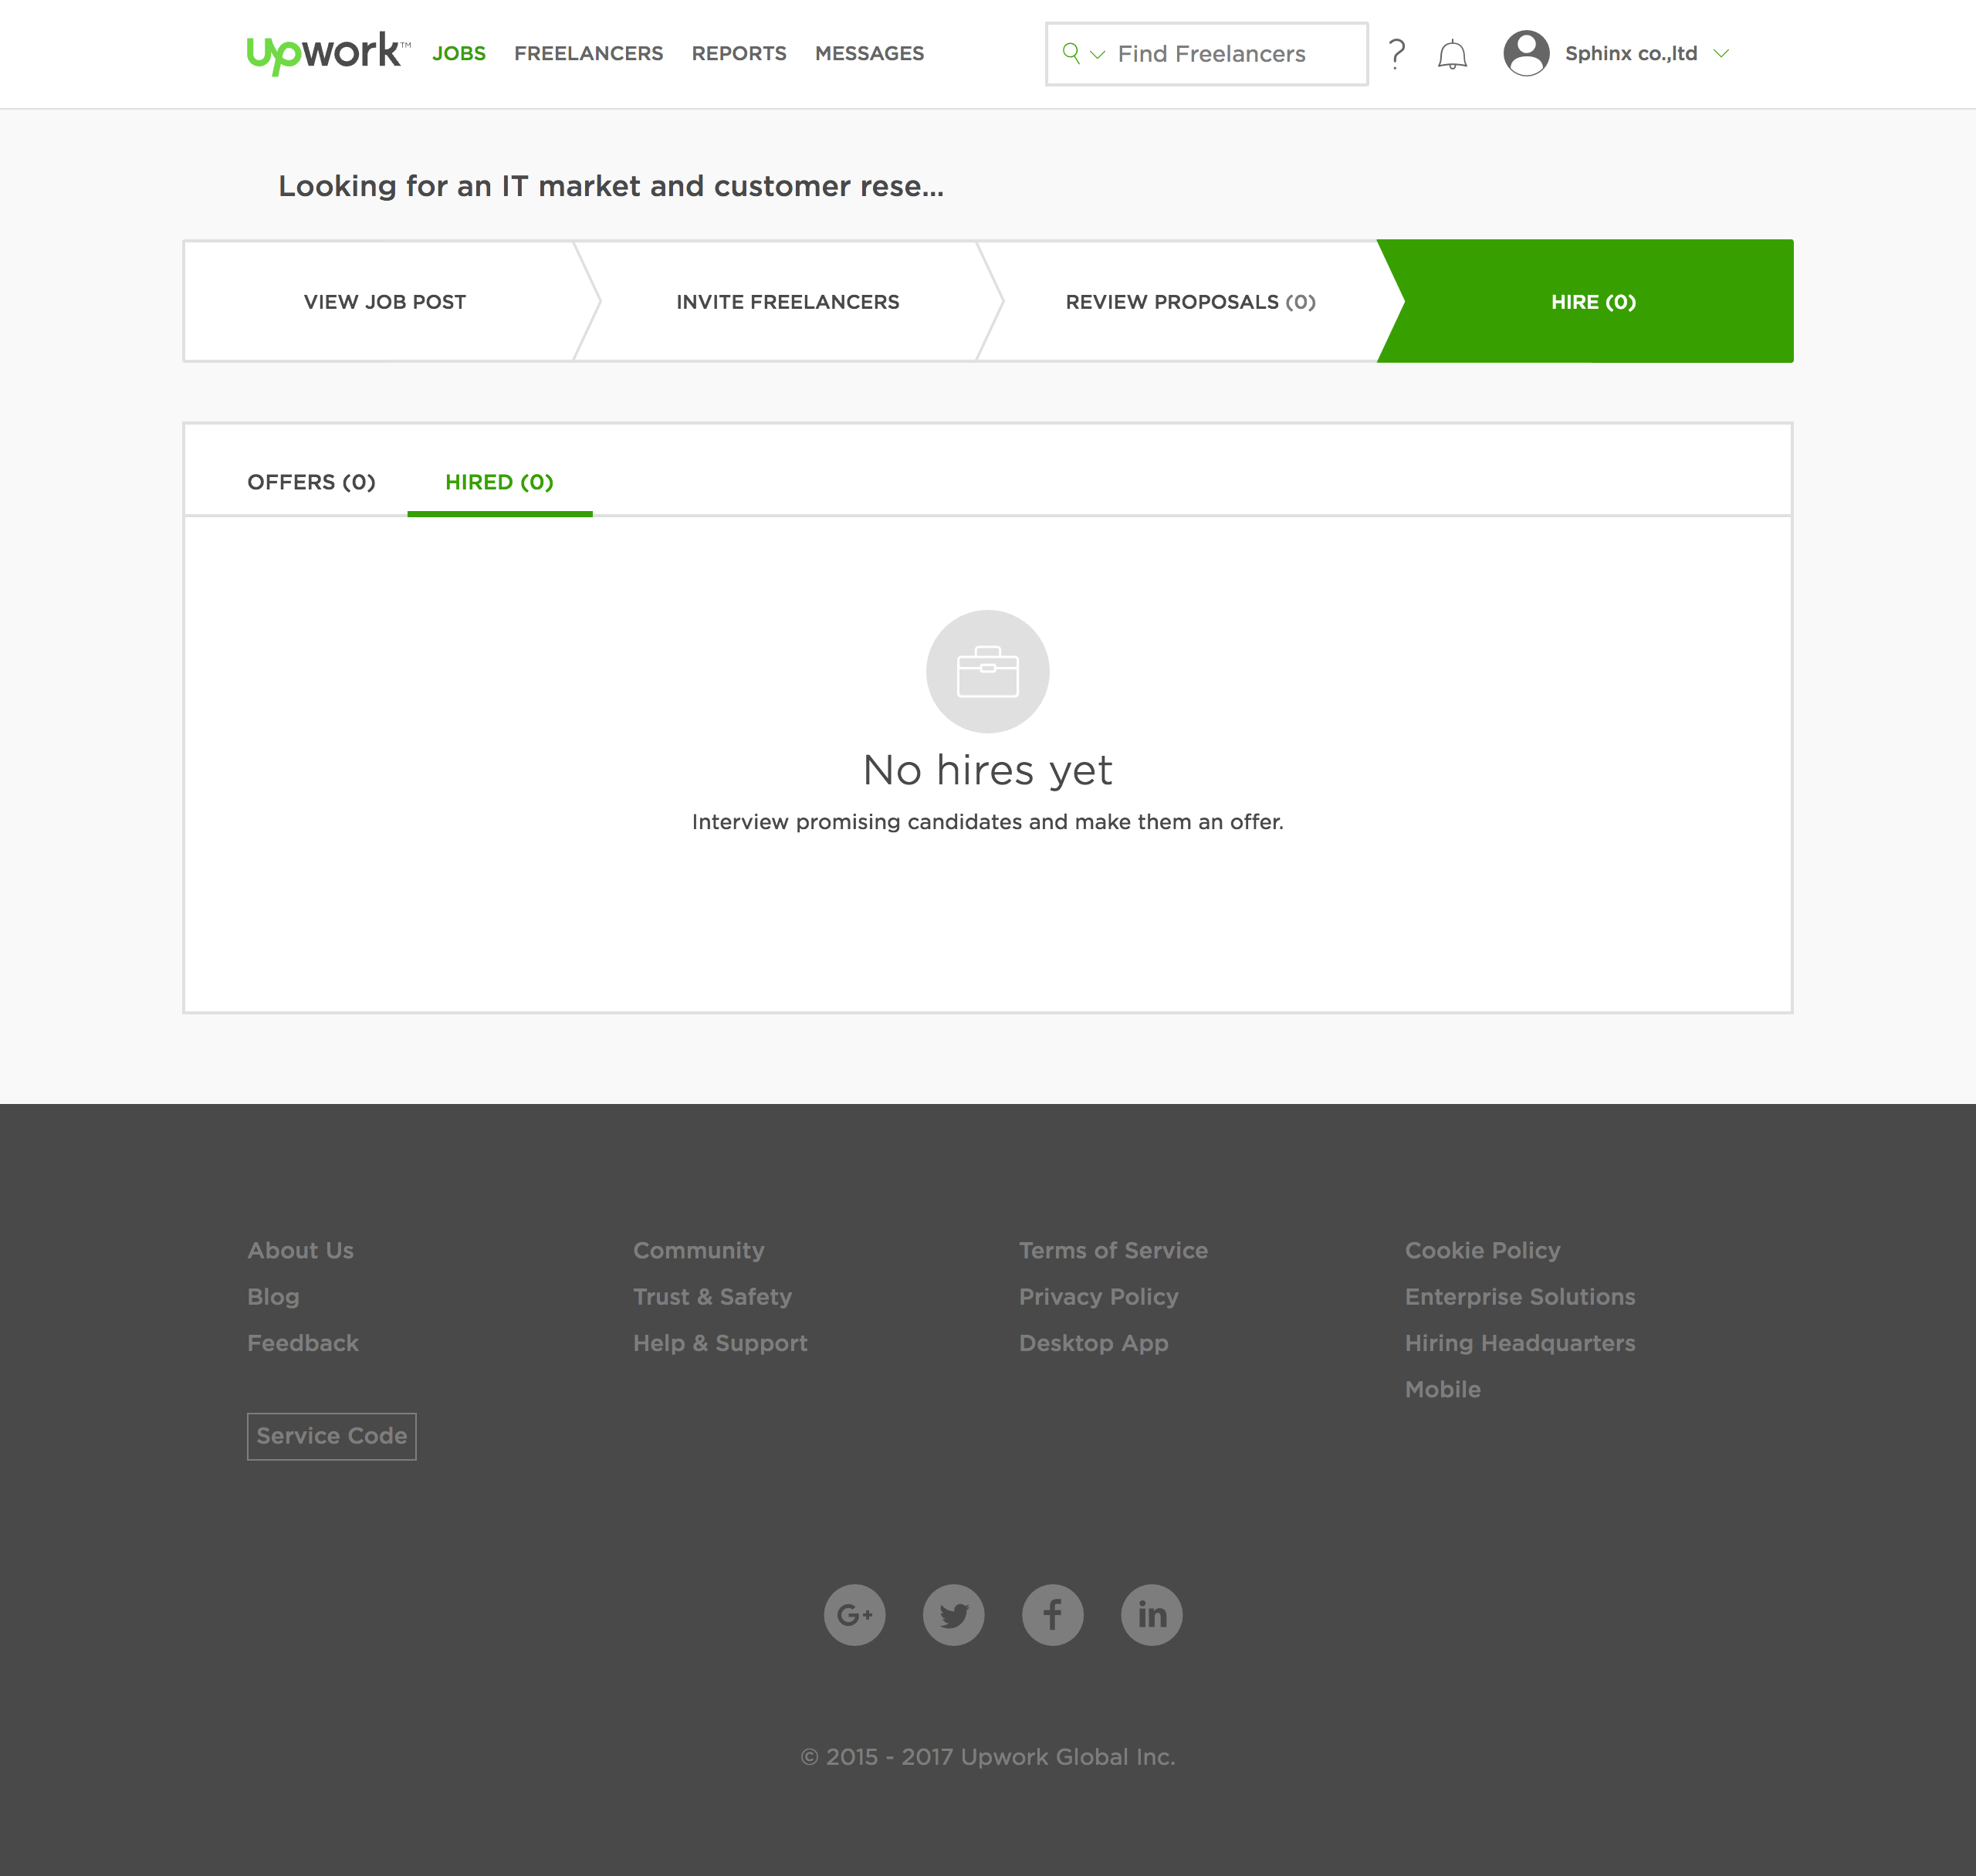 upwork™ JOBS FREELANCERS REPORTS MESSAGES Find Freelancers ? Sphinx co.,ltd
Looking for an IT market and customer rese...
VIEW JOB POST INVITE FREELANCERS REVIEW PROPOSALS (0) HIRE (0)
OFFERS (0) HIRED (0)
No hires yet
Interview promising candidates and make them an offer.
About Us Community Terms of Service Cookie Policy
Blog Trust & Safety Privacy Policy Enterprise Solutions
Feedback Help & Support Desktop App Hiring Headquarters
Mobile
Service Code
G+ f in
© 2015 - 2017 Upwork Global Inc.